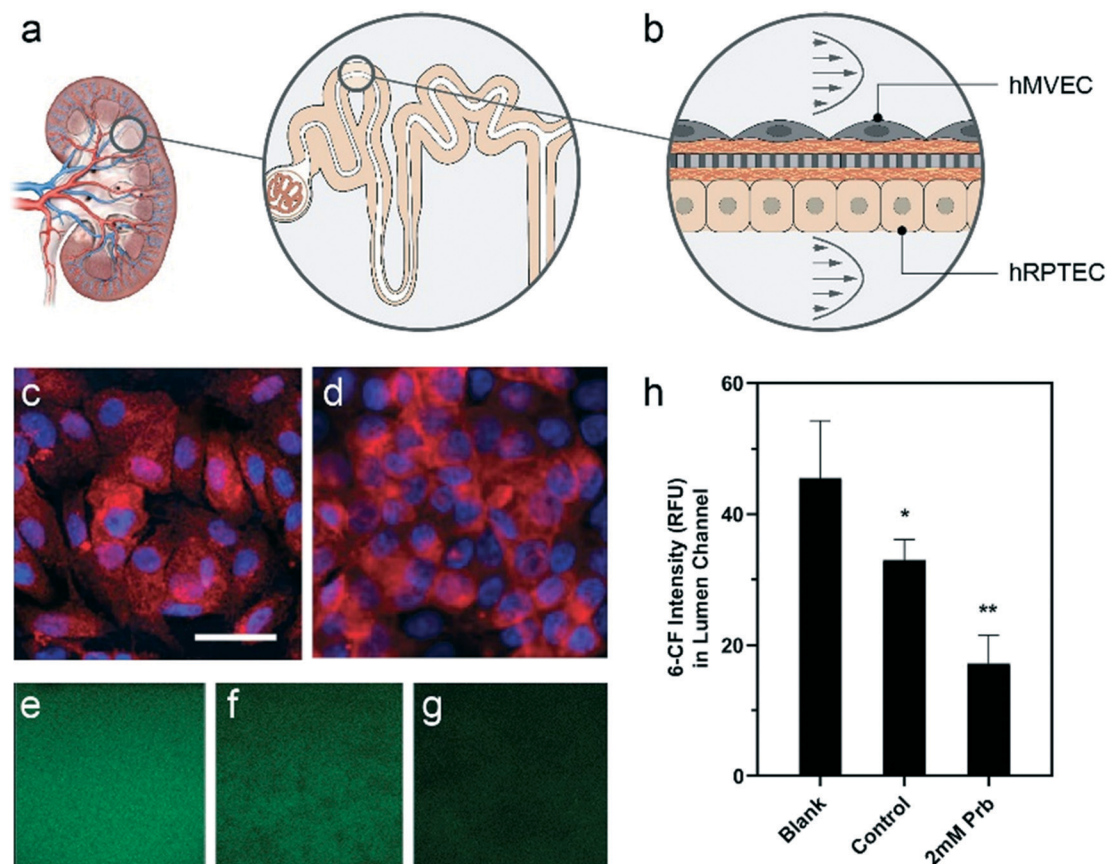 a
b
hMVEC
hRPTEC
c
d
h
60
40
20
0
6-CF Intensity (RFU)
in Lumen Channel
*
**
Blank
Control
2mM Prb
e
f
g